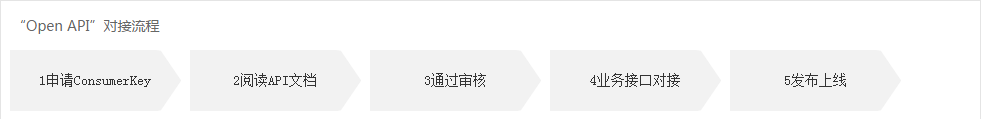 “Open API”对接流程
1申请ConsumerKey
2阅读API文档
3通过审核
4业务接口对接
5发布上线